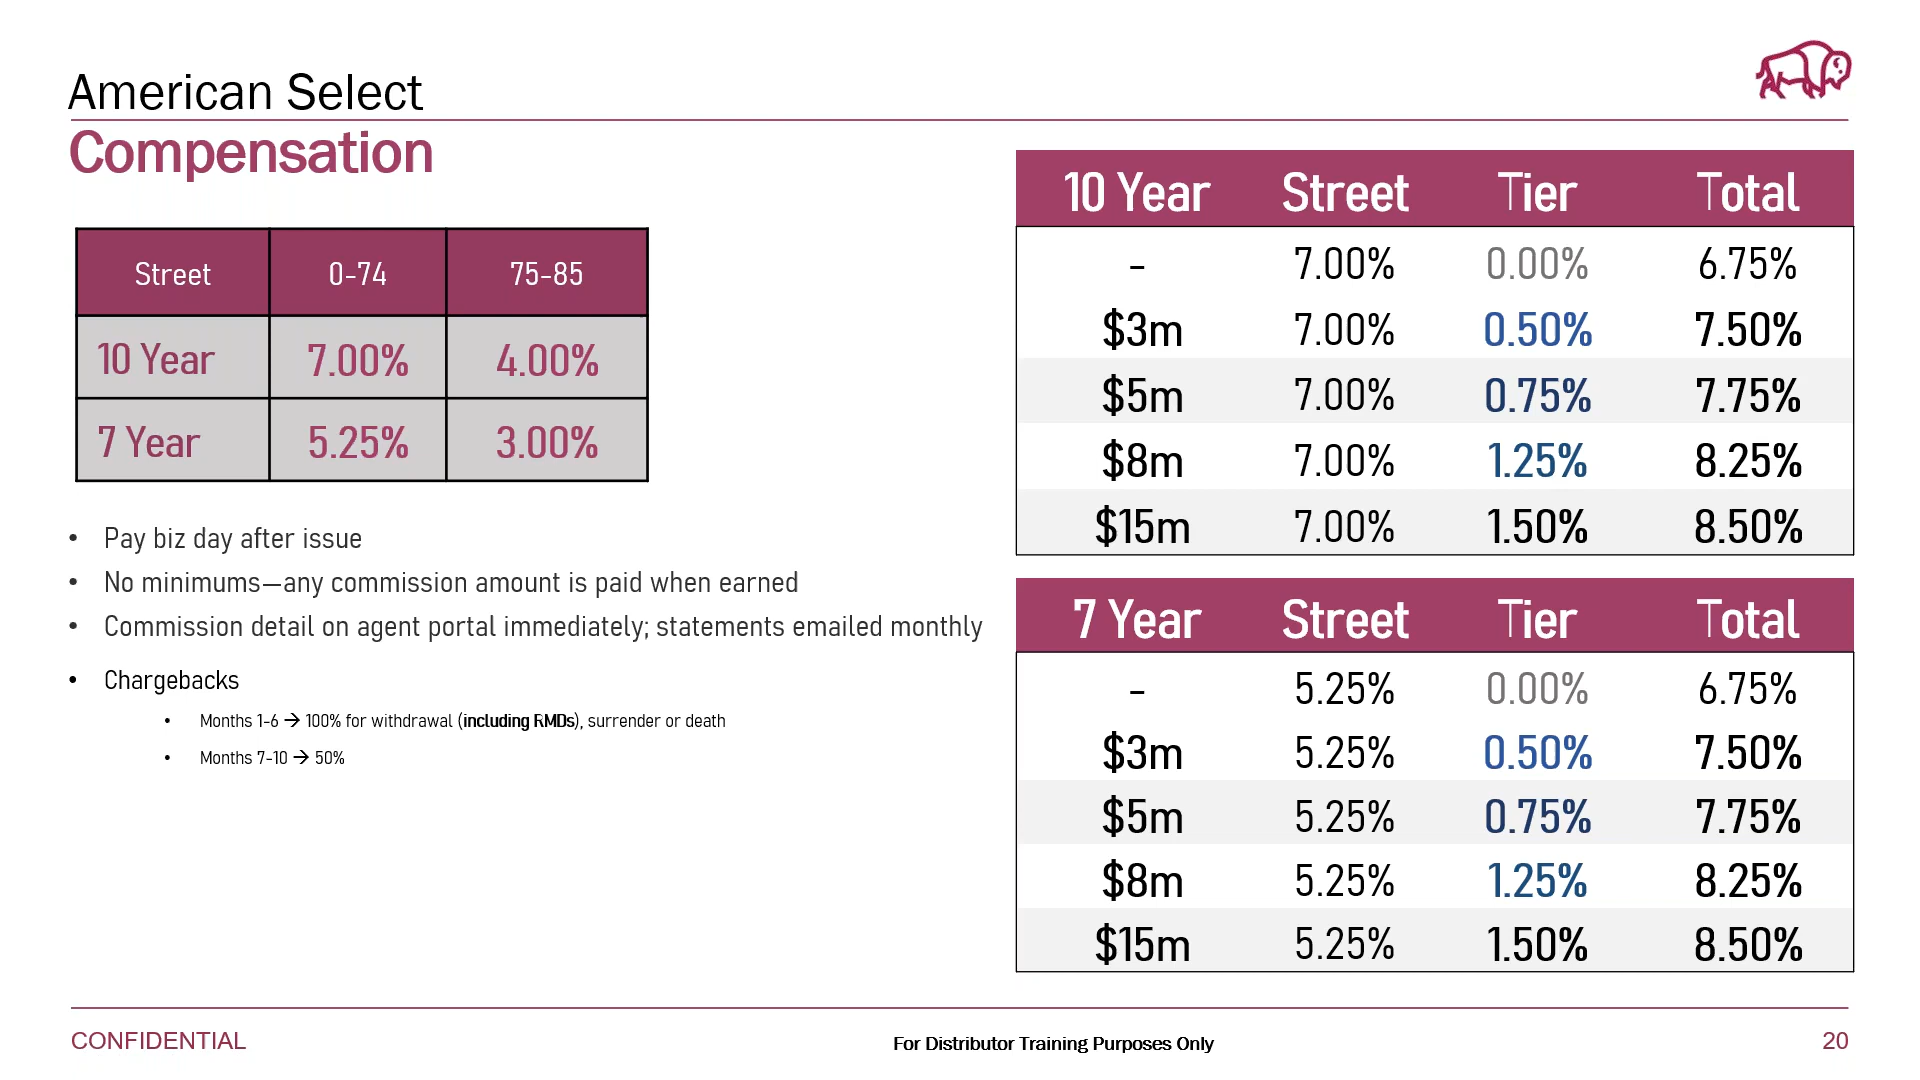 American Select
Compensation
Street 0-74 75-85
10 Year 7.00% 4.00%
7 Year 5.25% 3.00%
• Pay biz day after issue
• No minimums—any commission amount is paid when earned
• Commission detail on agent portal immediately; statements emailed monthly
• Chargebacks
• Months 1-6 → 100% for withdrawal (including RMDs), surrender or death
• Months 7-10 → 50%
10 Year Street Tier Total
- 7.00% 0.00% 6.75%
$3m 7.00% 0.50% 7.50%
$5m 7.00% 0.75% 7.75%
$8m 7.00% 1.25% 8.25%
$15m 7.00% 1.50% 8.50%
7 Year Street Tier Total
- 5.25% 0.00% 6.75%
$3m 5.25% 0.50% 7.50%
$5m 5.25% 0.75% 7.75%
$8m 5.25% 1.25% 8.25%
$15m 5.25% 1.50% 8.50%
CONFIDENTIAL
For Distributor Training Purposes Only
20